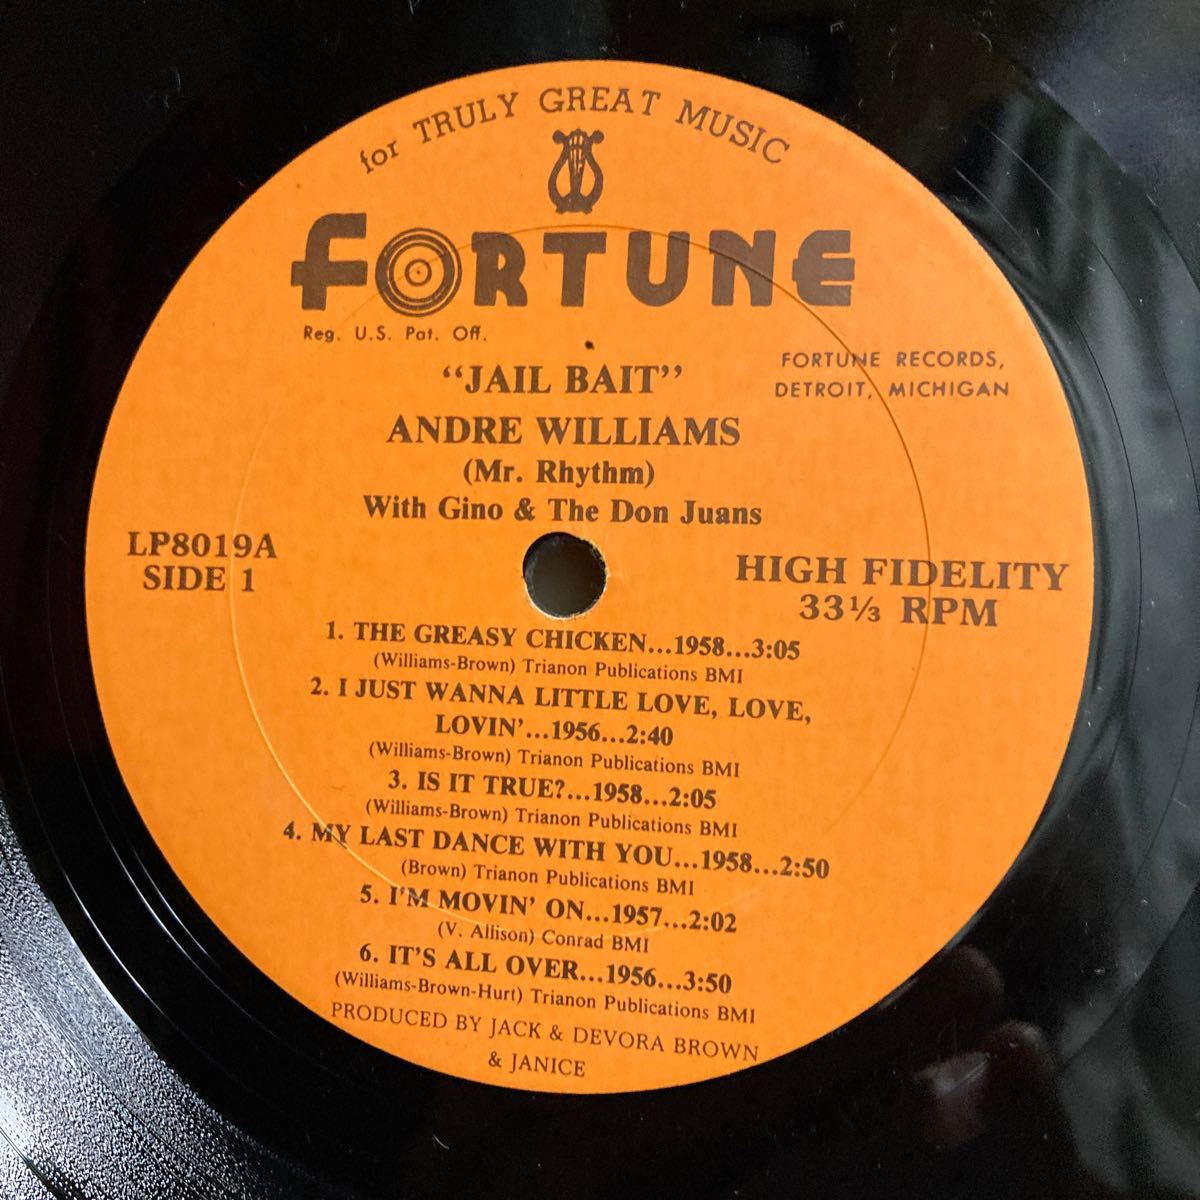 for TRULY GREAT MUSIC
FORTUNE
Reg. U.S. Pat. Off.
FORTUNE RECORDS,
DETROIT, MICHIGAN
“JAIL BAIT”
ANDRE WILLIAMS
(Mr. Rhythm)
With Gino & The Don Juans
LP8019A
SIDE 1
HIGH FIDELITY
33⅓ RPM
1. THE GREASY CHICKEN...1958...3:05
(Williams-Brown) Trianon Publications BMI
2. I JUST WANNA LITTLE LOVE, LOVE,
LOVIN’...1956...2:40
(Williams-Brown) Trianon Publications BMI
3. IS IT TRUE?...1958...2:05
(Williams-Brown) Trianon Publications BMI
4. MY LAST DANCE WITH YOU...1958...2:50
(Brown) Trianon Publications BMI
5. I'M MOVIN’ ON...1957...2:02
(V. Allison) Conrad BMI
6. IT'S ALL OVER...1956...3:50
(Williams-Brown-Hurt) Trianon Publications BMI
PRODUCED BY JACK & DEVORA BROWN
& JANICE